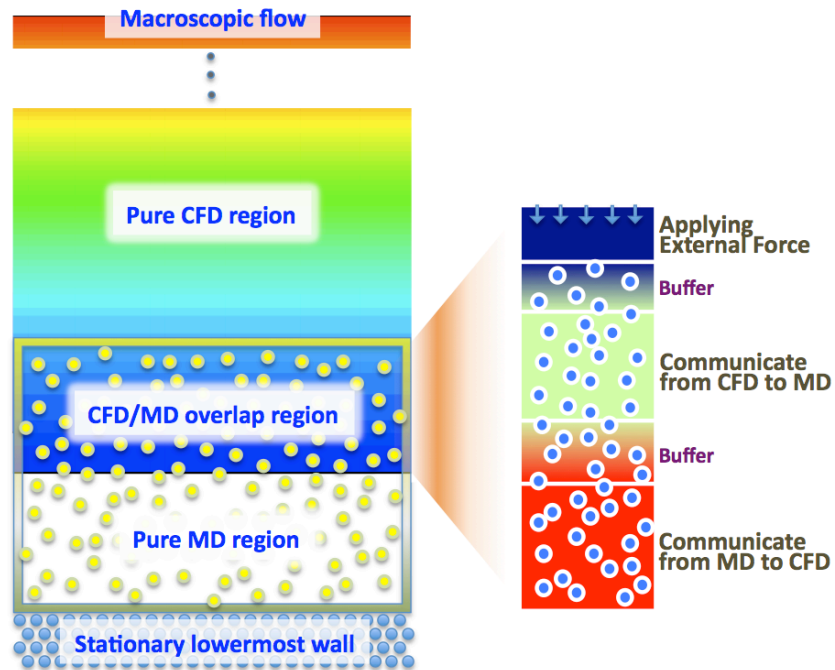 Macroscopic flow
Pure CFD region
CFD/MD overlap region
Pure MD region
Stationary lowermost wall
Applying
External Force
Buffer
Communicate
from CFD to MD
Buffer
Communicate
from MD to CFD